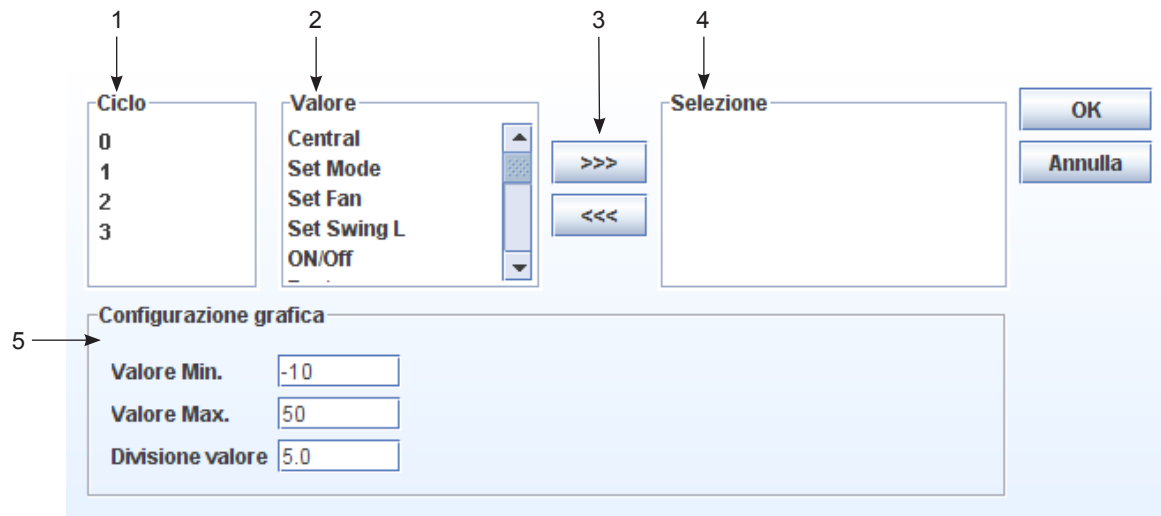 1
2
3
4
Ciclo
0
1
2
3
Valore
Central
Set Mode
Set Fan
Set Swing L
ON/Off
>>>
<<<
Selezione
OK
Annulla
5
Configurazione grafica
Valore Min. -10
Valore Max. 50
Divisione valore 5.0